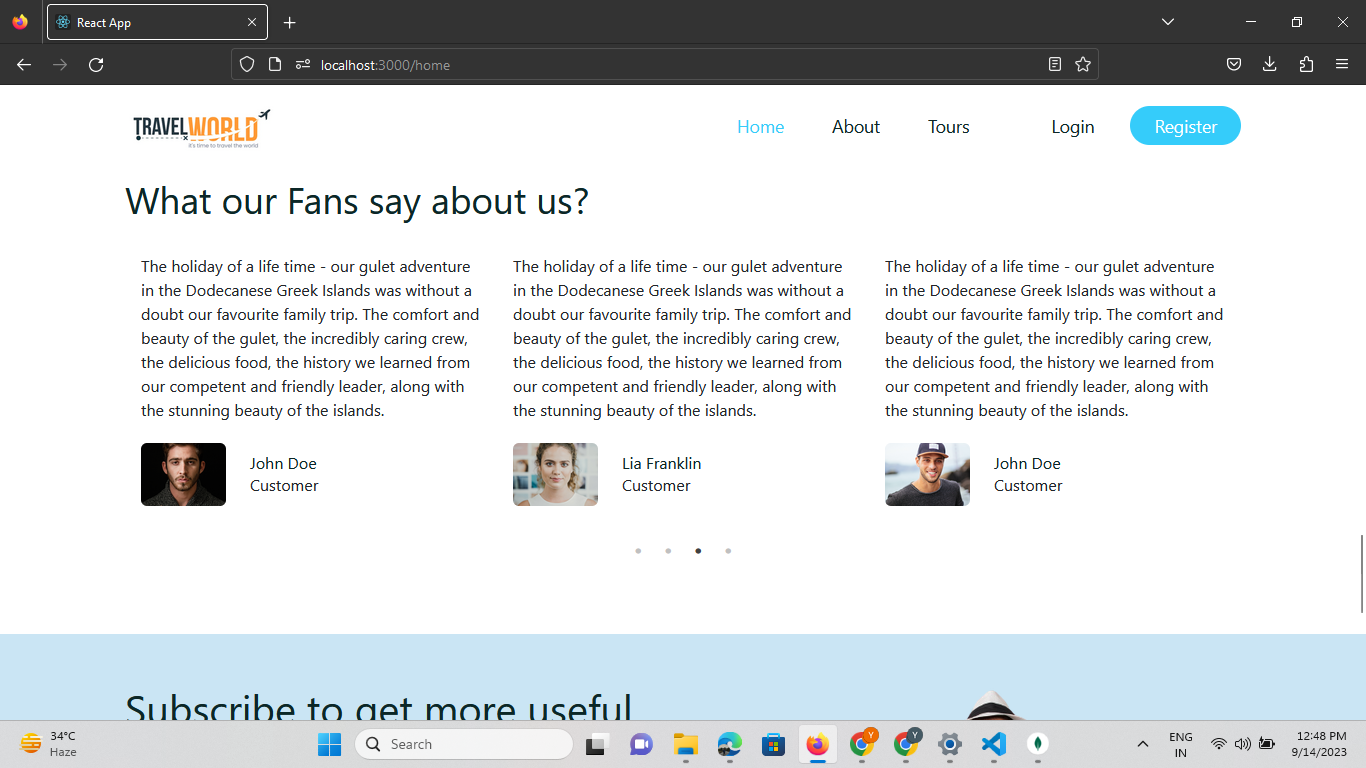 React App
localhost:3000/home
TRAVELWORLD
it's time to travel the world
Home
About
Tours
Login
Register
What our Fans say about us?
The holiday of a life time - our gulet adventure
in the Dodecanese Greek Islands was without a
doubt our favourite family trip. The comfort and
beauty of the gulet, the incredibly caring crew,
the delicious food, the history we learned from
our competent and friendly leader, along with
the stunning beauty of the islands.
John Doe
Customer
The holiday of a life time - our gulet adventure
in the Dodecanese Greek Islands was without a
doubt our favourite family trip. The comfort and
beauty of the gulet, the incredibly caring crew,
the delicious food, the history we learned from
our competent and friendly leader, along with
the stunning beauty of the islands.
Lia Franklin
Customer
The holiday of a life time - our gulet adventure
in the Dodecanese Greek Islands was without a
doubt our favourite family trip. The comfort and
beauty of the gulet, the incredibly caring crew,
the delicious food, the history we learned from
our competent and friendly leader, along with
the stunning beauty of the islands.
John Doe
Customer
Subscribe to get more useful
34°C
Haze
Search
Y
Y
ENG
IN
12:48 PM
9/14/2023